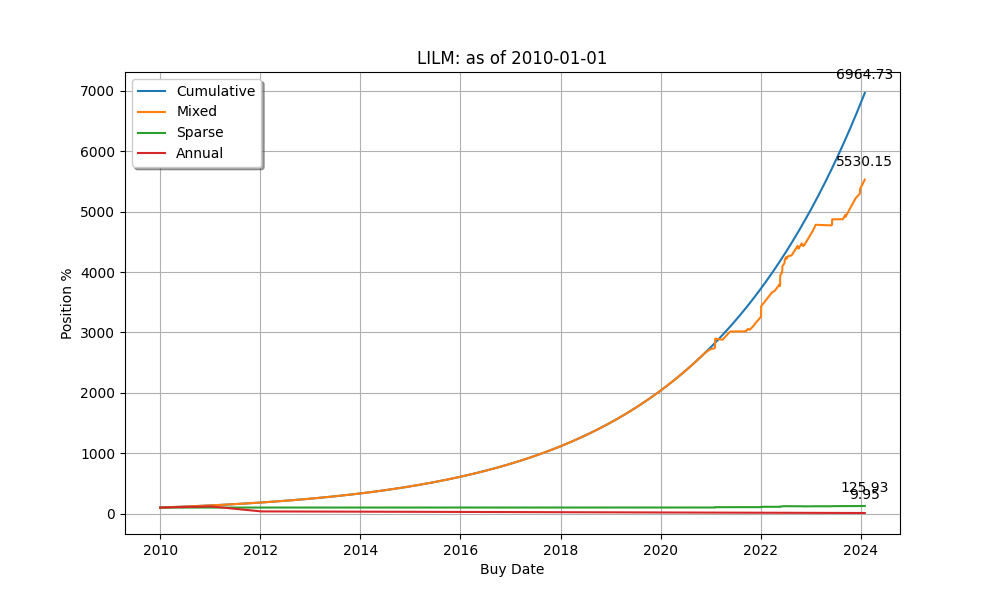 LILM: as of 2010-01-01
6964.73
Cumulative
Mixed
Sparse
Annual
5530.15
125.93
9.95
7000
6000
5000
4000
3000
2000
1000
0
Position %
2010
2012
2014
2016
2018
2020
2022
2024
Buy Date